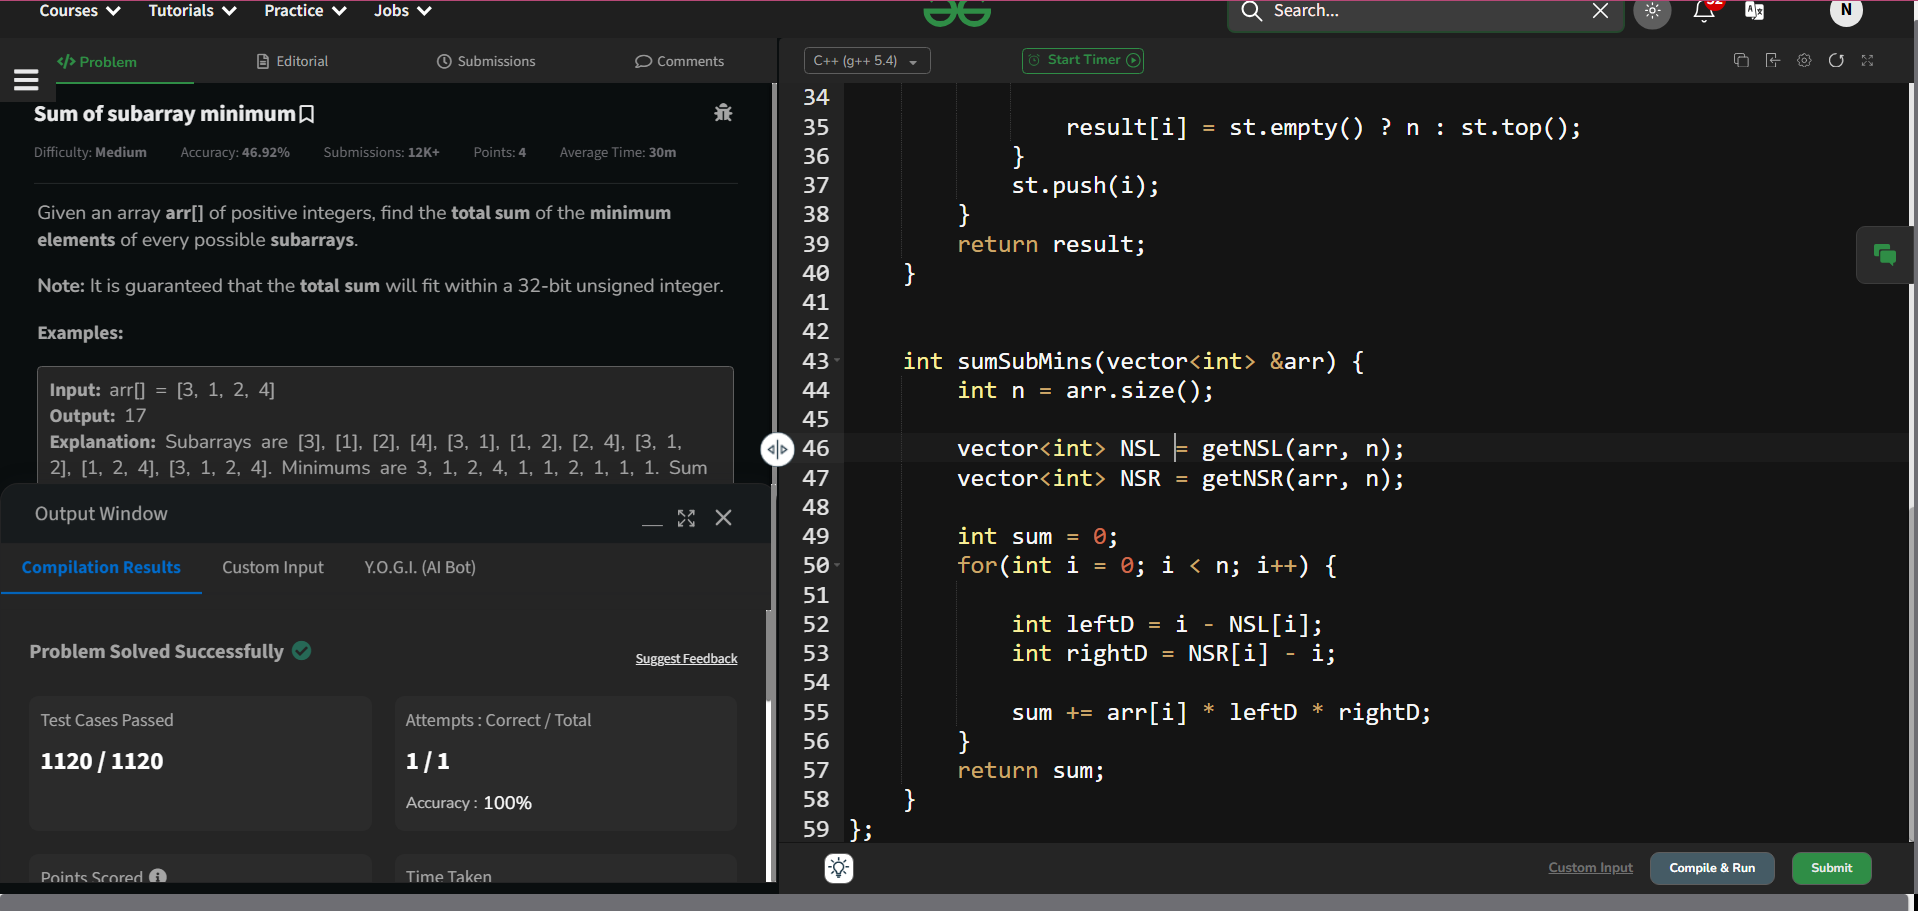 Courses
Tutorials
Practice
Jobs
Search...
N
</> Problem
Editorial
Submissions
Comments
C++ (g++ 5.4)
Start Timer
Sum of subarray minimum
Difficulty: Medium
Accuracy: 46.92%
Submissions: 12K+
Points: 4
Average Time: 30m
Given an array arr[] of positive integers, find the total sum of the minimum
elements of every possible subarrays.
Note: It is guaranteed that the total sum will fit within a 32-bit unsigned integer.
Examples:
Input: arr[] = [3, 1, 2, 4]
Output: 17
Explanation: Subarrays are [3], [1], [2], [4], [3, 1], [1, 2], [2, 4], [3, 1,
2], [1, 2, 4], [3, 1, 2, 4]. Minimums are 3, 1, 2, 4, 1, 1, 2, 1, 1, 1. Sum
Output Window
Compilation Results
Custom Input
Y.O.G.I. (AI Bot)
Problem Solved Successfully
Suggest Feedback
Test Cases Passed
1120 / 1120
Attempts : Correct / Total
1 / 1
Accuracy : 100%
Points Scored
Time Taken
34
35 result[i] = st.empty() ? n : st.top();
36 }
37 st.push(i);
38 }
39 return result;
40 }
41
42
43 int sumSubMins(vector<int> &arr) {
44 int n = arr.size();
45
46 vector<int> NSL = getNSL(arr, n);
47 vector<int> NSR = getNSR(arr, n);
48
49 int sum = 0;
50 for(int i = 0; i < n; i++) {
51
52 int leftD = i - NSL[i];
53 int rightD = NSR[i] - i;
54
55 sum += arr[i] * leftD * rightD;
56 }
57 return sum;
58 }
59 };
Custom Input
Compile & Run
Submit